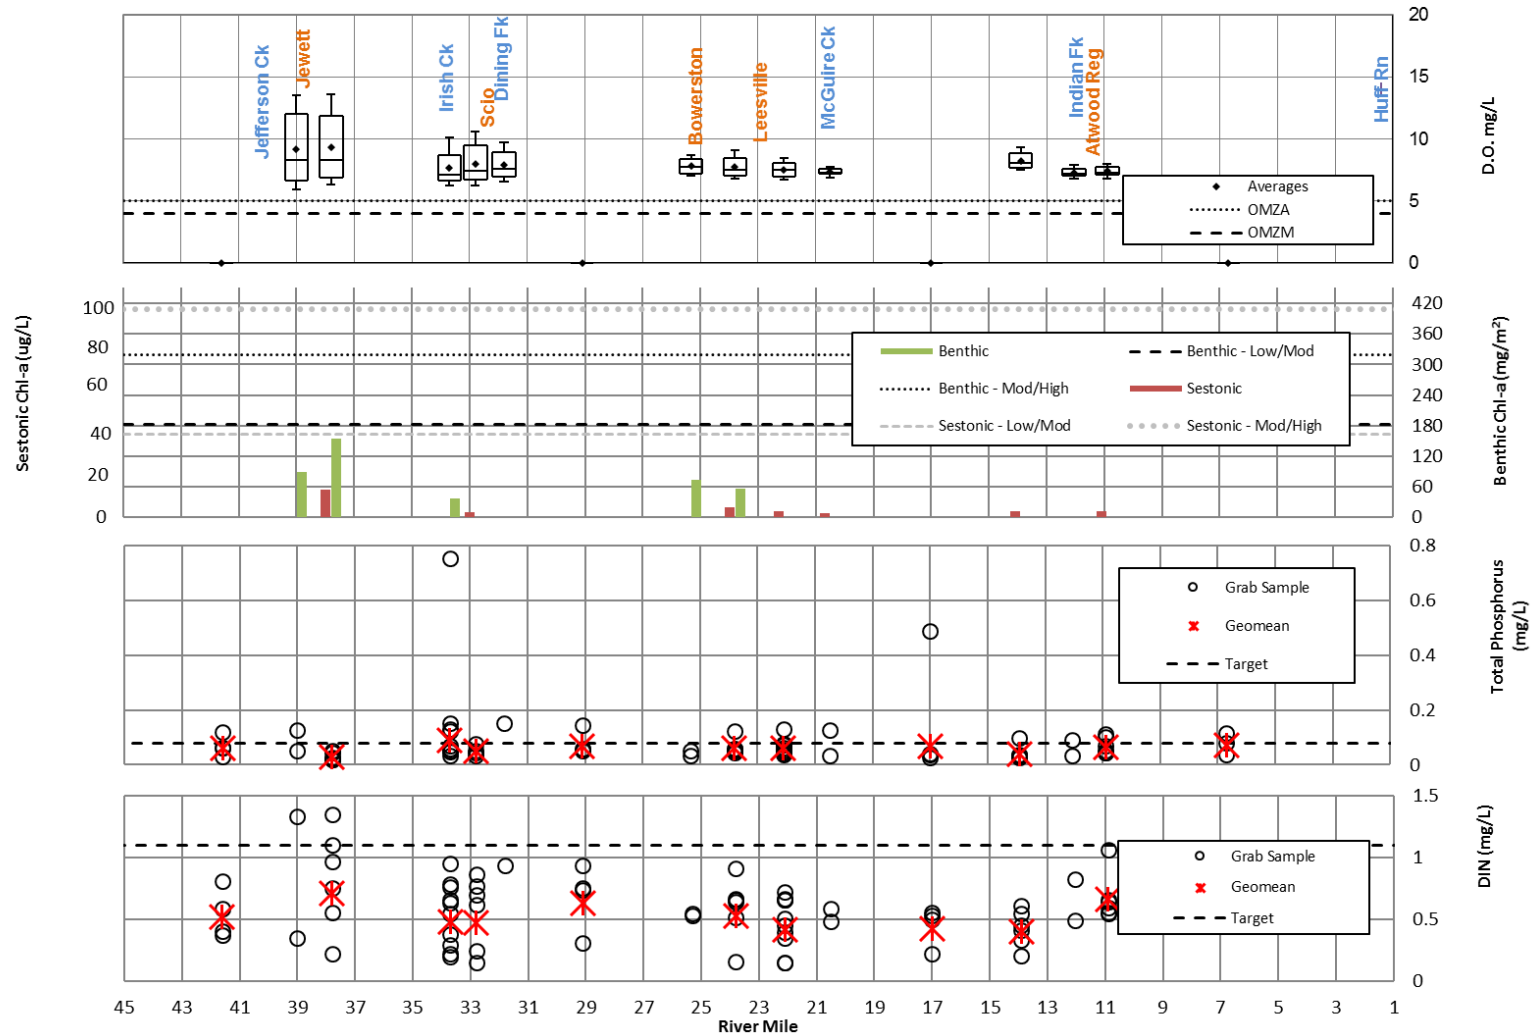 Jefferson Ck
Jewett
Irish Ck
Scio
Dining Fk
Bowerston
Leesville
McGuire Ck
Indian Fk
Atwood Reg
Huff Rn
20
15
10
5
0
D.O. mg/L
Averages
OMZA
OMZM
Sestonic Chl-a (ug/L)
100
80
60
40
20
0
420
360
300
240
180
120
60
0
Benthic Chl-a (mg/m²)
Benthic
Benthic - Low/Mod
Benthic - Mod/High
Sestonic
Sestonic - Low/Mod
Sestonic - Mod/High
0.8
0.6
0.4
0.2
0
Total Phosphorus
(mg/L)
Grab Sample
Geomean
Target
1.5
1
0.5
0
DIN (mg/L)
Grab Sample
Geomean
Target
45 43 41 39 37 35 33 31 29 27 25 23 21 19 17 15 13 11 9 7 5 3 1
River Mile